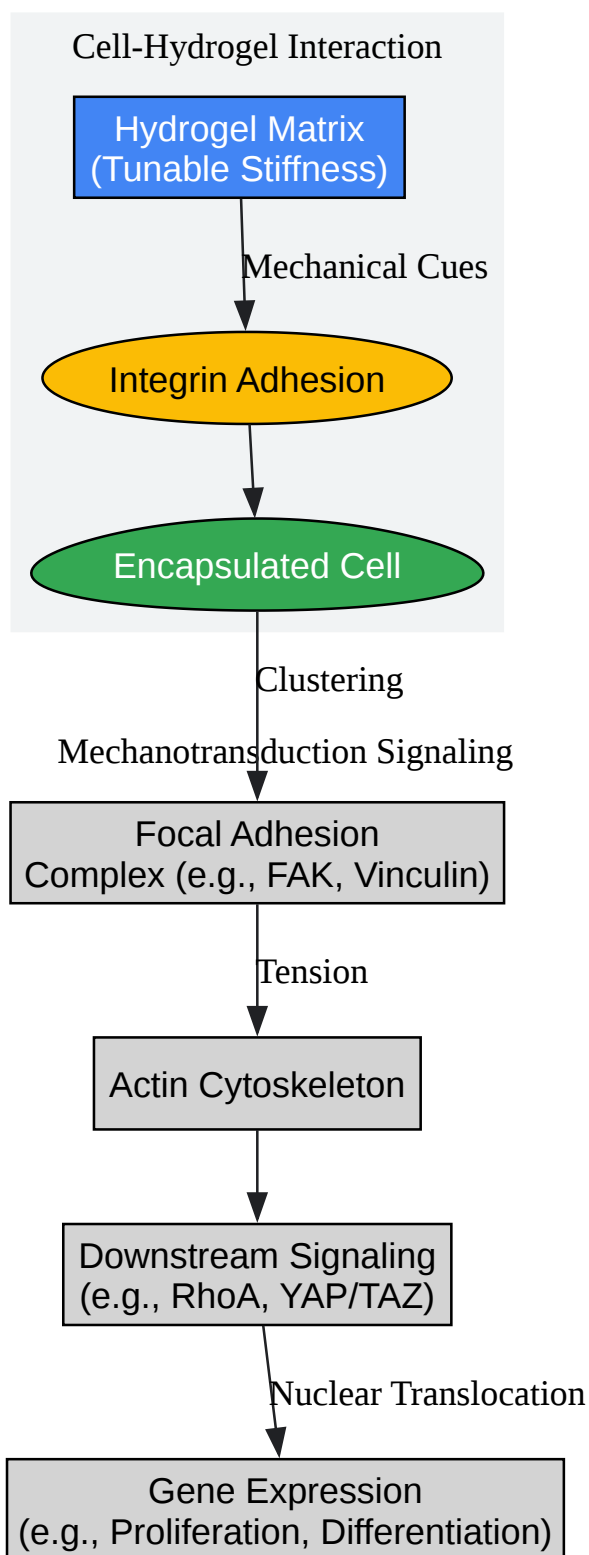 Cell-Hydrogel Interaction
Hydrogel Matrix
(Tunable Stiffness)
Mechanical Cues
Integrin Adhesion
Encapsulated Cell
Clustering
Mechanotransduction Signaling
Focal Adhesion
Complex (e.g., FAK, Vinculin)
Tension
Actin Cytoskeleton
Downstream Signaling
(e.g., RhoA, YAP/TAZ)
Nuclear Translocation
Gene Expression
(e.g., Proliferation, Differentiation)